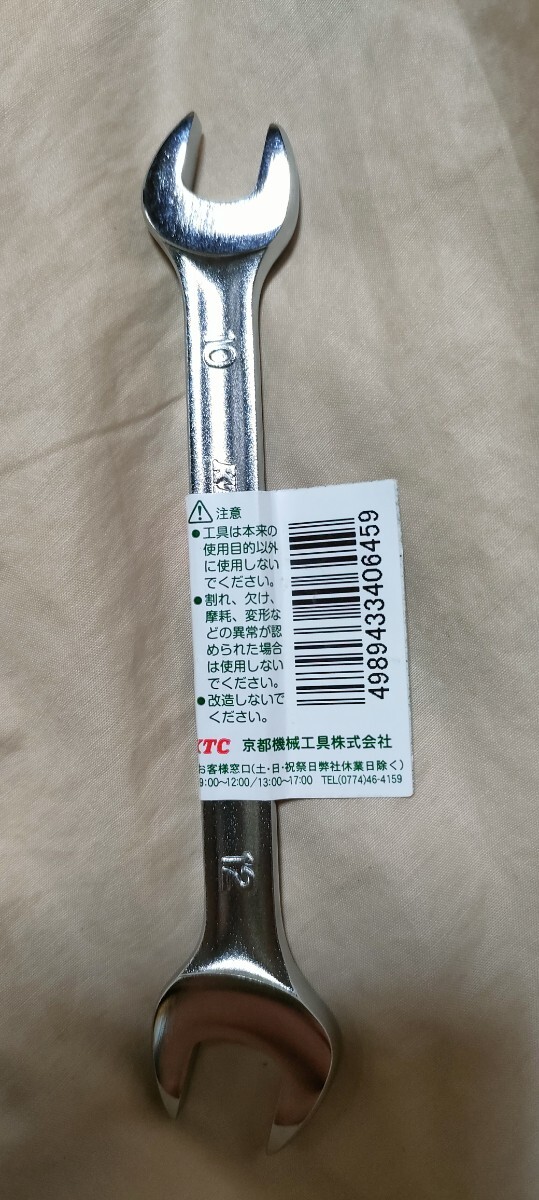 10
⚠注意
●工具は本来の
使用目的以外
に使用しない
でください。
●割れ、欠け、
摩耗、変形な
どの異常が認
められた場合
は使用しない
でください。
●改造しないで
ください。
4989433406459
KTC 京都機械工具株式会社
お客様窓口(土・日・祝祭日弊社休業日除く)
9:00~12:00/13:00~17:00 TEL(0774)46-4159
12